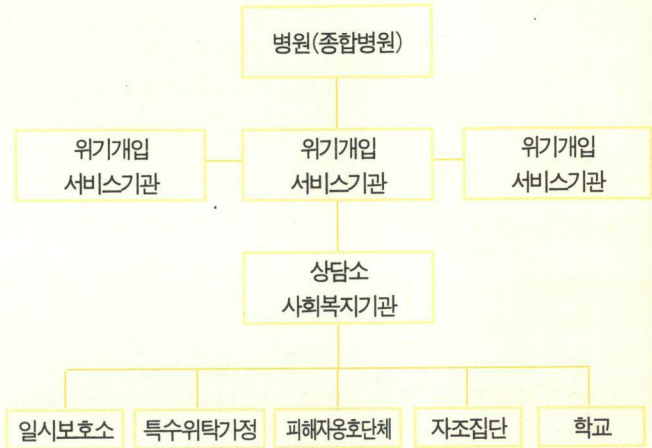 병원(종합병원)
위기개입
서비스기관
위기개입
서비스기관
위기개입
서비스기관
상담소
사회복지기관
일시보호소
특수위탁가정
피해자옹호단체
자조집단
학교